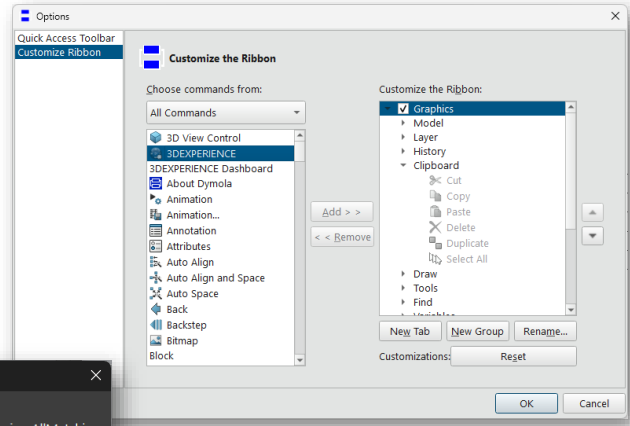 Options
Quick Access Toolbar
Customize Ribbon
Customize the Ribbon
Choose commands from:
All Commands
3D View Control
3DEXPERIENCE
3DEXPERIENCE Dashboard
About Dymola
Animation
Animation...
Annotation
Attributes
Auto Align
Auto Align and Space
Auto Space
Back
Backstep
Bitmap
Block
Add > >
< < Remove
Customize the Ribbon:
Graphics
Model
Layer
History
Clipboard
Cut
Copy
Paste
Delete
Duplicate
Select All
Draw
Tools
Find
Variables
New Tab
New Group
Rename...
Customizations:
Reset
OK
Cancel